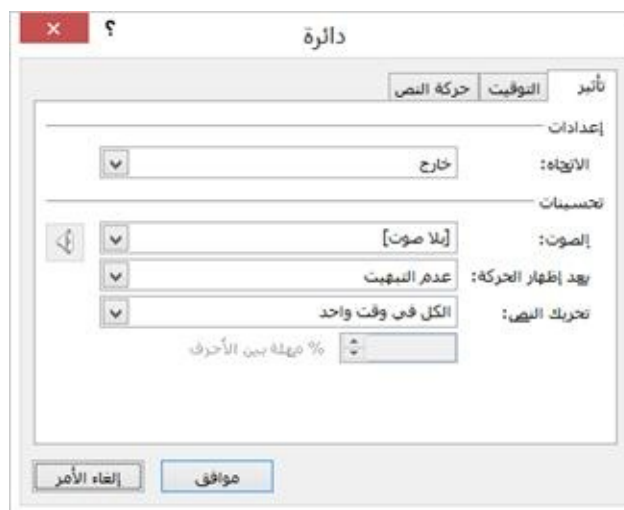 دائرة ؟
تأثير التوقيت حركة النص
إعدادات
الاتجاه: خارج
تحسينات
الصوت: [بلا صوت]
بعد إظهار الحركة: عدم التبهيت
تحريك النص: الكل في وقت واحد
% مهلة بين الأحرف
موافق إلغاء الأمر